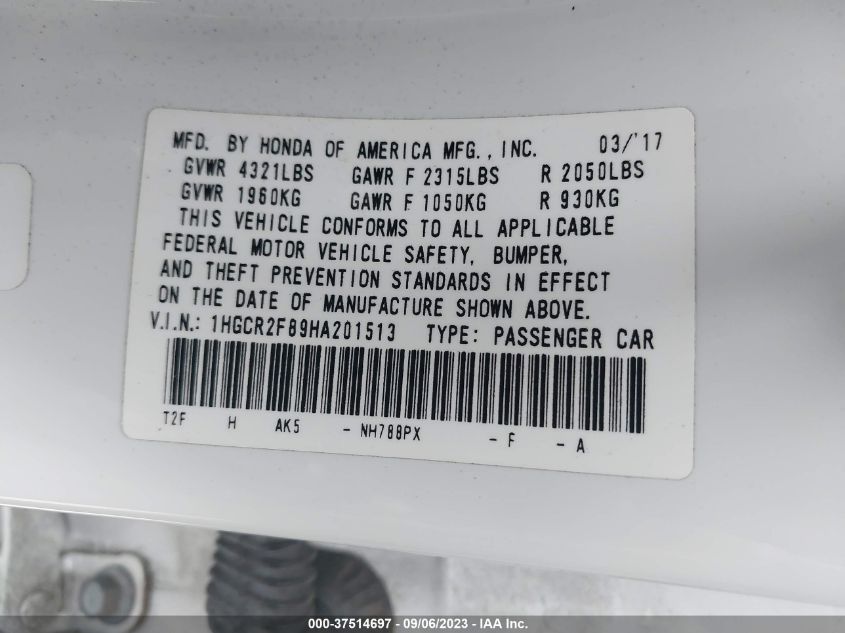 MFD. BY HONDA OF AMERICA MFG., INC. 03/'17
GVWR 4321LBS GAWR F 2315LBS R 2050LBS
GVWR 1960KG GAWR F 1050KG R 930KG
THIS VEHICLE CONFORMS TO ALL APPLICABLE
FEDERAL MOTOR VEHICLE SAFETY, BUMPER,
AND THEFT PREVENTION STANDARDS IN EFFECT
ON THE DATE OF MANUFACTURE SHOWN ABOVE.
V.I.N.: 1HGCR2F89HA201513 TYPE: PASSENGER CAR
T2F H AK5 - NH788PX - F - A
000-37514697 - 09/06/2023 - IAA Inc.